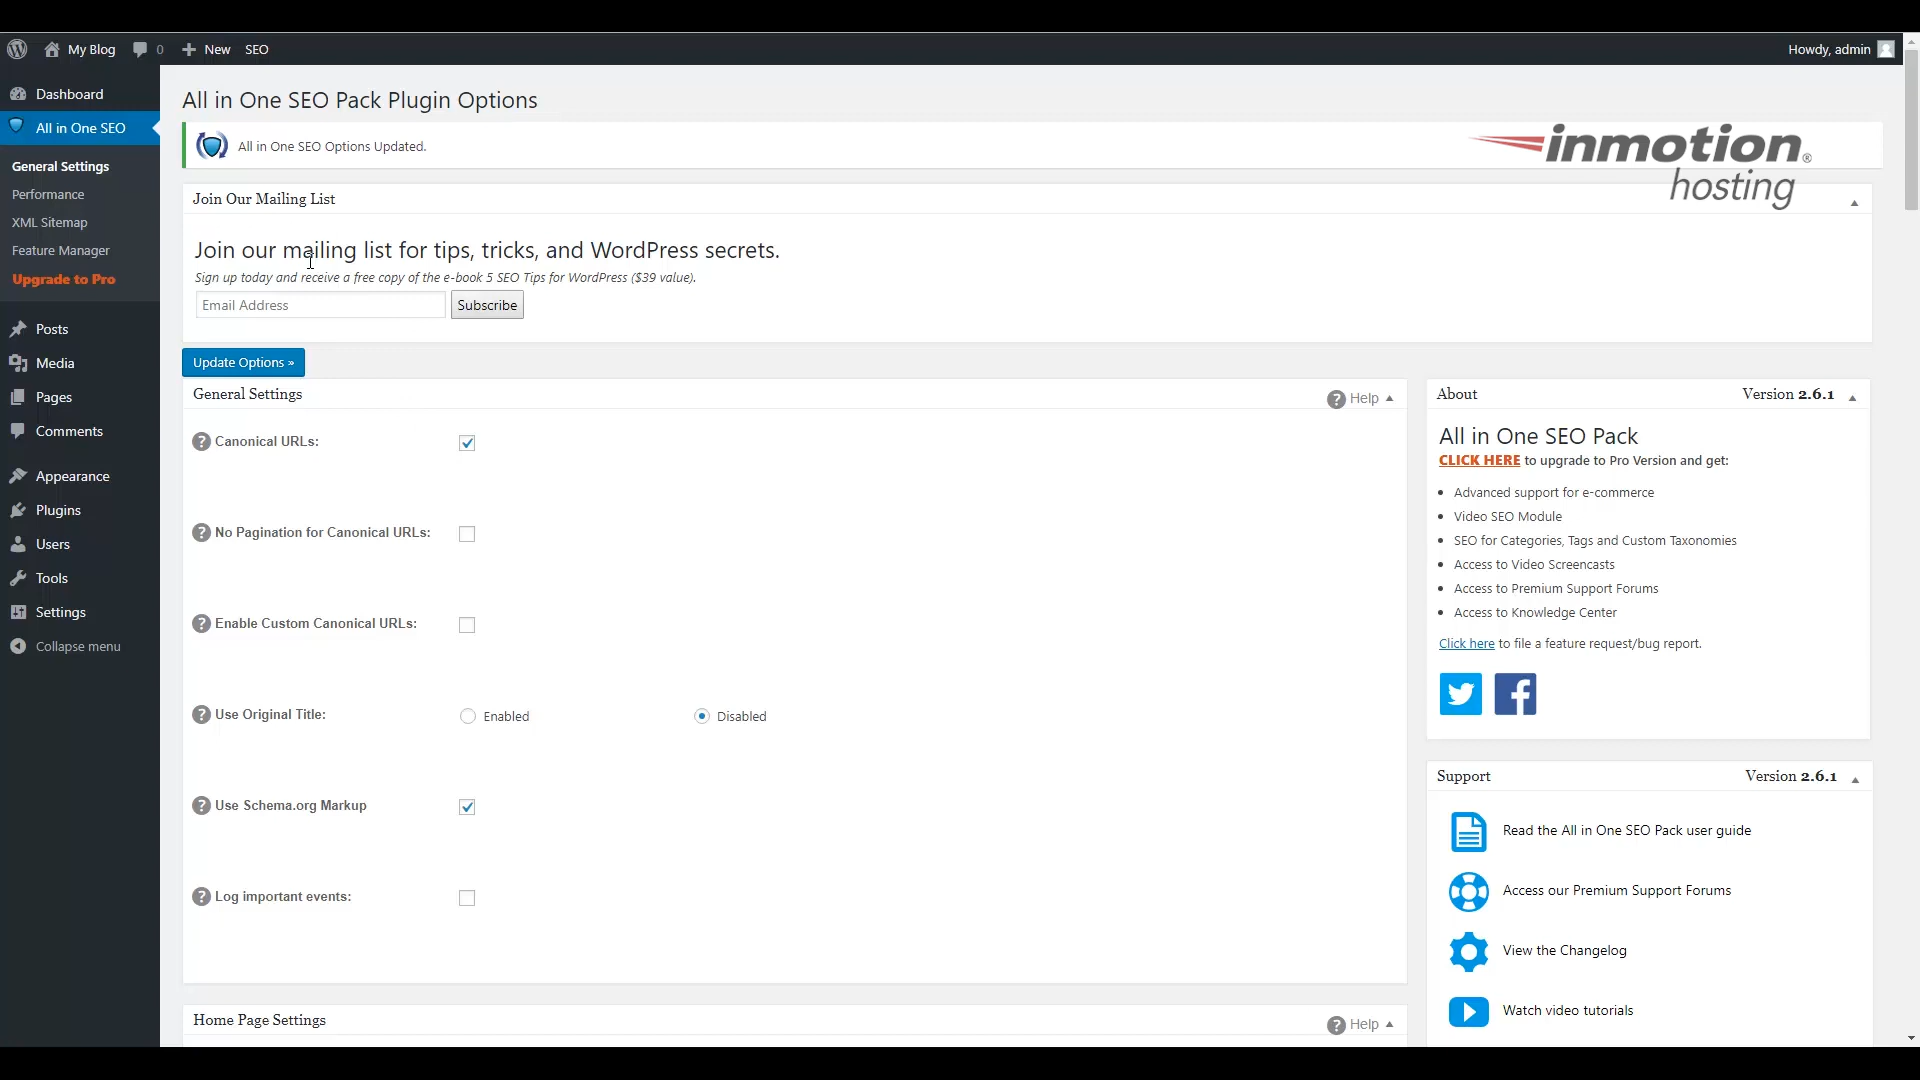 My Blog 0 New SEO Howdy, admin
Dashboard
All in One SEO
General Settings
Performance
XML Sitemap
Feature Manager
Upgrade to Pro
Posts
Media
Pages
Comments
Appearance
Plugins
Users
Tools
Settings
Collapse menu
All in One SEO Pack Plugin Options
All in One SEO Options Updated.
inmotion®
hosting
Join Our Mailing List
Join our mailing list for tips, tricks, and WordPress secrets.
Sign up today and receive a free copy of the e-book 5 SEO Tips for WordPress ($39 value).
Email Address Subscribe
Update Options »
General Settings ? Help
? Canonical URLs:
? No Pagination for Canonical URLs:
? Enable Custom Canonical URLs:
? Use Original Title: Enabled Disabled
? Use Schema.org Markup
? Log important events:
Home Page Settings ? Help
About Version 2.6.1
All in One SEO Pack
CLICK HERE to upgrade to Pro Version and get:
• Advanced support for e-commerce
• Video SEO Module
• SEO for Categories, Tags and Custom Taxonomies
• Access to Video Screencasts
• Access to Premium Support Forums
• Access to Knowledge Center
Click here to file a feature request/bug report.
Support Version 2.6.1
Read the All in One SEO Pack user guide
Access our Premium Support Forums
View the Changelog
Watch video tutorials